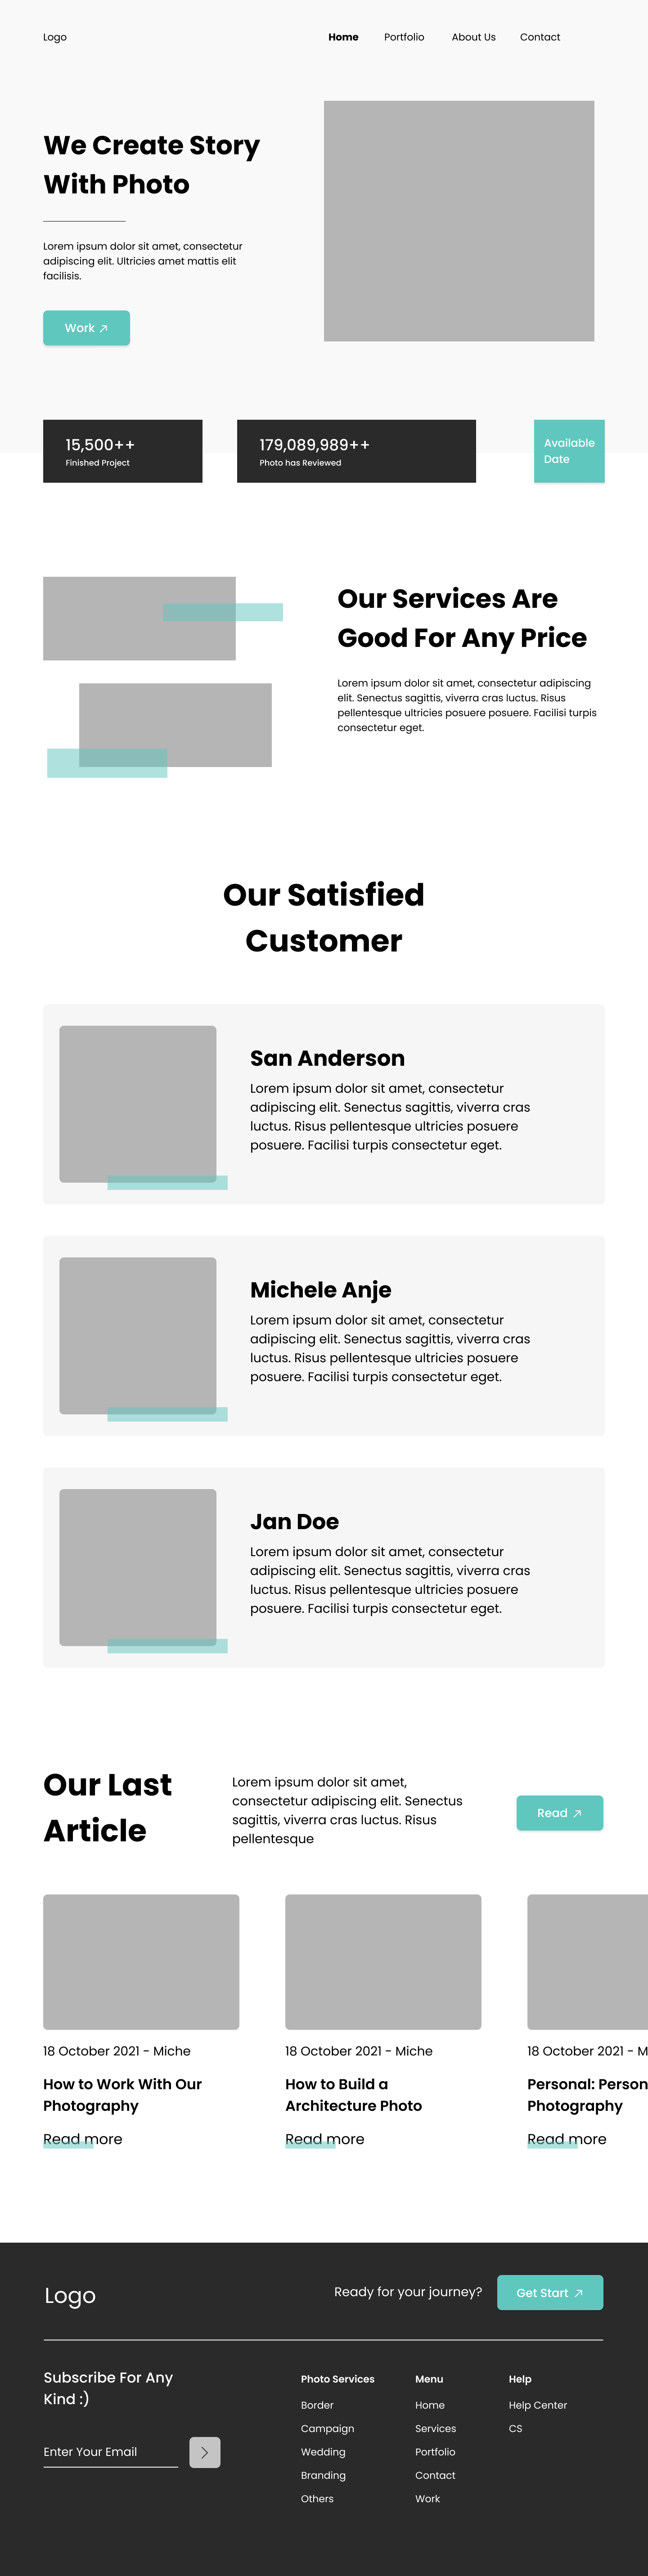 Logo
Home
Portfolio
About Us
Contact
We Create Story
With Photo
Lorem ipsum dolor sit amet, consectetur
adipiscing elit. Ultricies amet mattis elit
facilisis.
Work
15,500++
Finished Project
179,089,989++
Photo has Reviewed
Available
Date
Our Services Are
Good For Any Price
Lorem ipsum dolor sit amet, consectetur adipiscing
elit. Senectus sagittis, viverra cras luctus. Risus
pellentesque ultricies posuere posuere. Facilisi turpis
consectetur eget.
Our Satisfied
Customer
San Anderson
Lorem ipsum dolor sit amet, consectetur
adipiscing elit. Senectus sagittis, viverra cras
luctus. Risus pellentesque ultricies posuere
posuere. Facilisi turpis consectetur eget.
Michele Anje
Lorem ipsum dolor sit amet, consectetur
adipiscing elit. Senectus sagittis, viverra cras
luctus. Risus pellentesque ultricies posuere
posuere. Facilisi turpis consectetur eget.
Jan Doe
Lorem ipsum dolor sit amet, consectetur
adipiscing elit. Senectus sagittis, viverra cras
luctus. Risus pellentesque ultricies posuere
posuere. Facilisi turpis consectetur eget.
Our Last
Article
Lorem ipsum dolor sit amet,
consectetur adipiscing elit. Senectus
sagittis, viverra cras luctus. Risus
pellentesque
Read
18 October 2021 - Miche
How to Work With Our
Photography
Read more
18 October 2021 - Miche
How to Build a
Architecture Photo
Read more
18 October 2021 - M
Personal: Person
Photography
Read more
Logo
Ready for your journey?
Get Start
Subscribe For Any
Kind :)
Enter Your Email
Photo Services
Border
Campaign
Wedding
Branding
Others
Menu
Home
Services
Portfolio
Contact
Work
Help
Help Center
CS